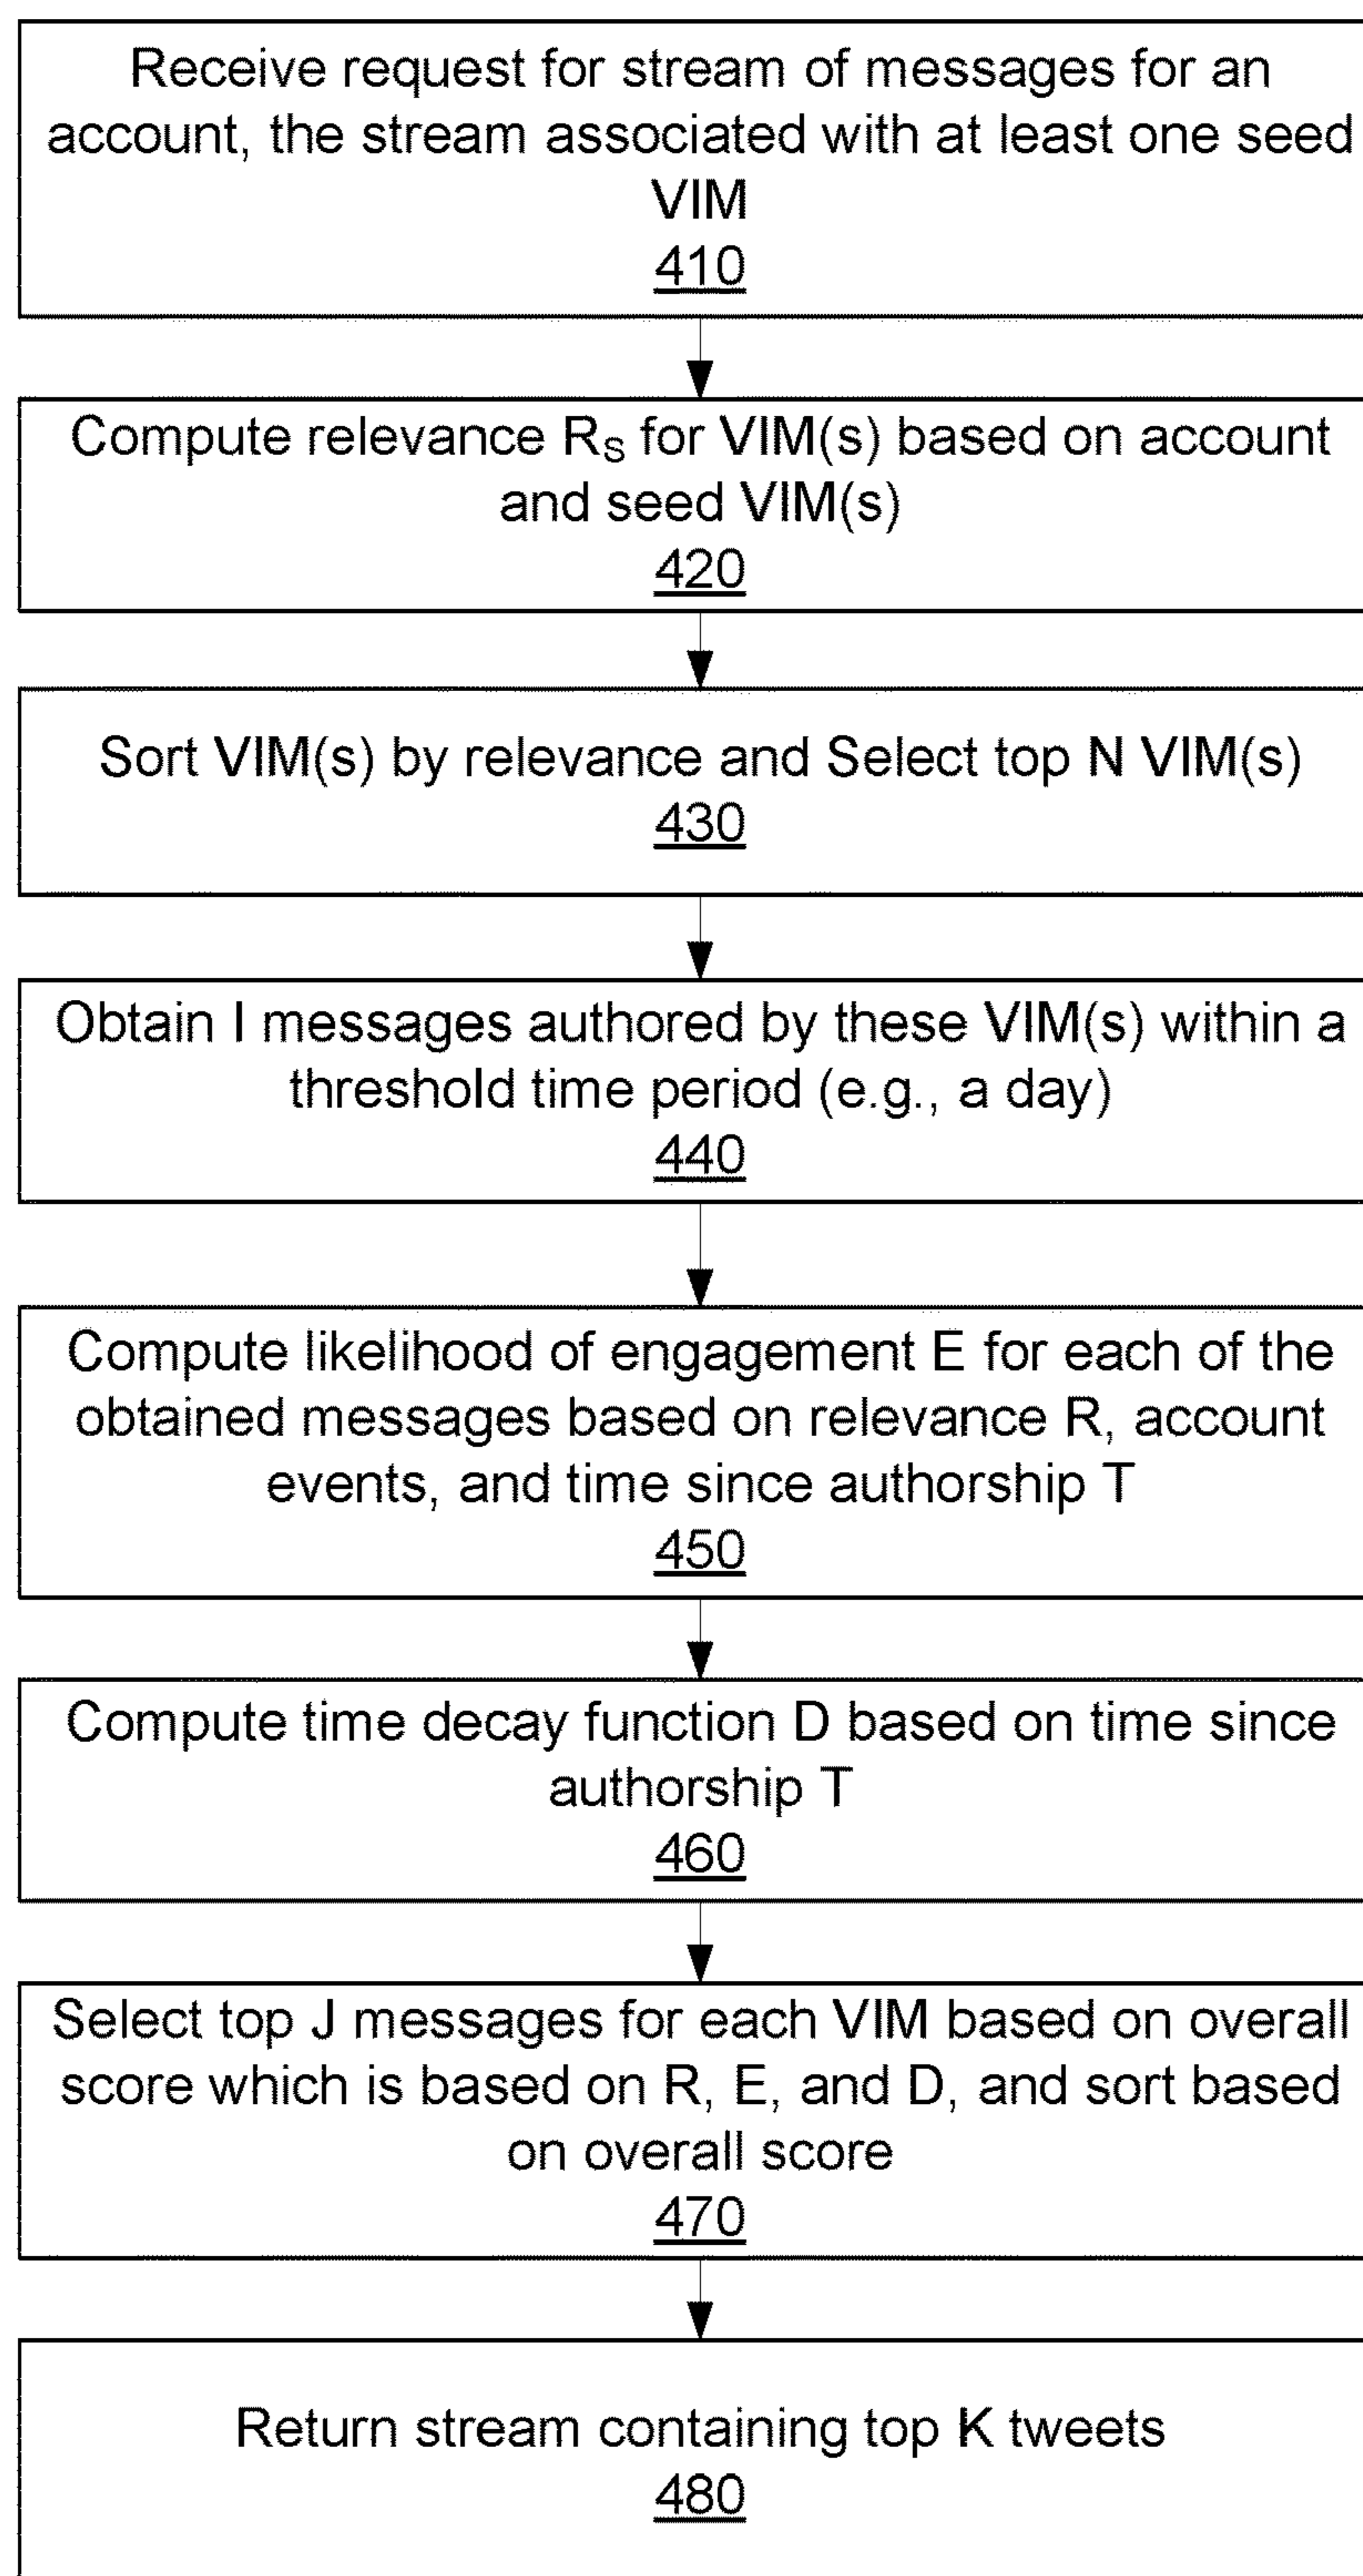 Receive request for stream of messages for an
account, the stream associated with at least one seed
VIM
410
Compute relevance RS for VIM(s) based on account
and seed VIM(s)
420
Sort VIM(s) by relevance and Select top N VIM(s)
430
Obtain I messages authored by these VIM(s) within a
threshold time period (e.g., a day)
440
Compute likelihood of engagement E for each of the
obtained messages based on relevance R, account
events, and time since authorship T
450
Compute time decay function D based on time since
authorship T
460
Select top J messages for each VIM based on overall
score which is based on R, E, and D, and sort based
on overall score
470
Return stream containing top K tweets
480